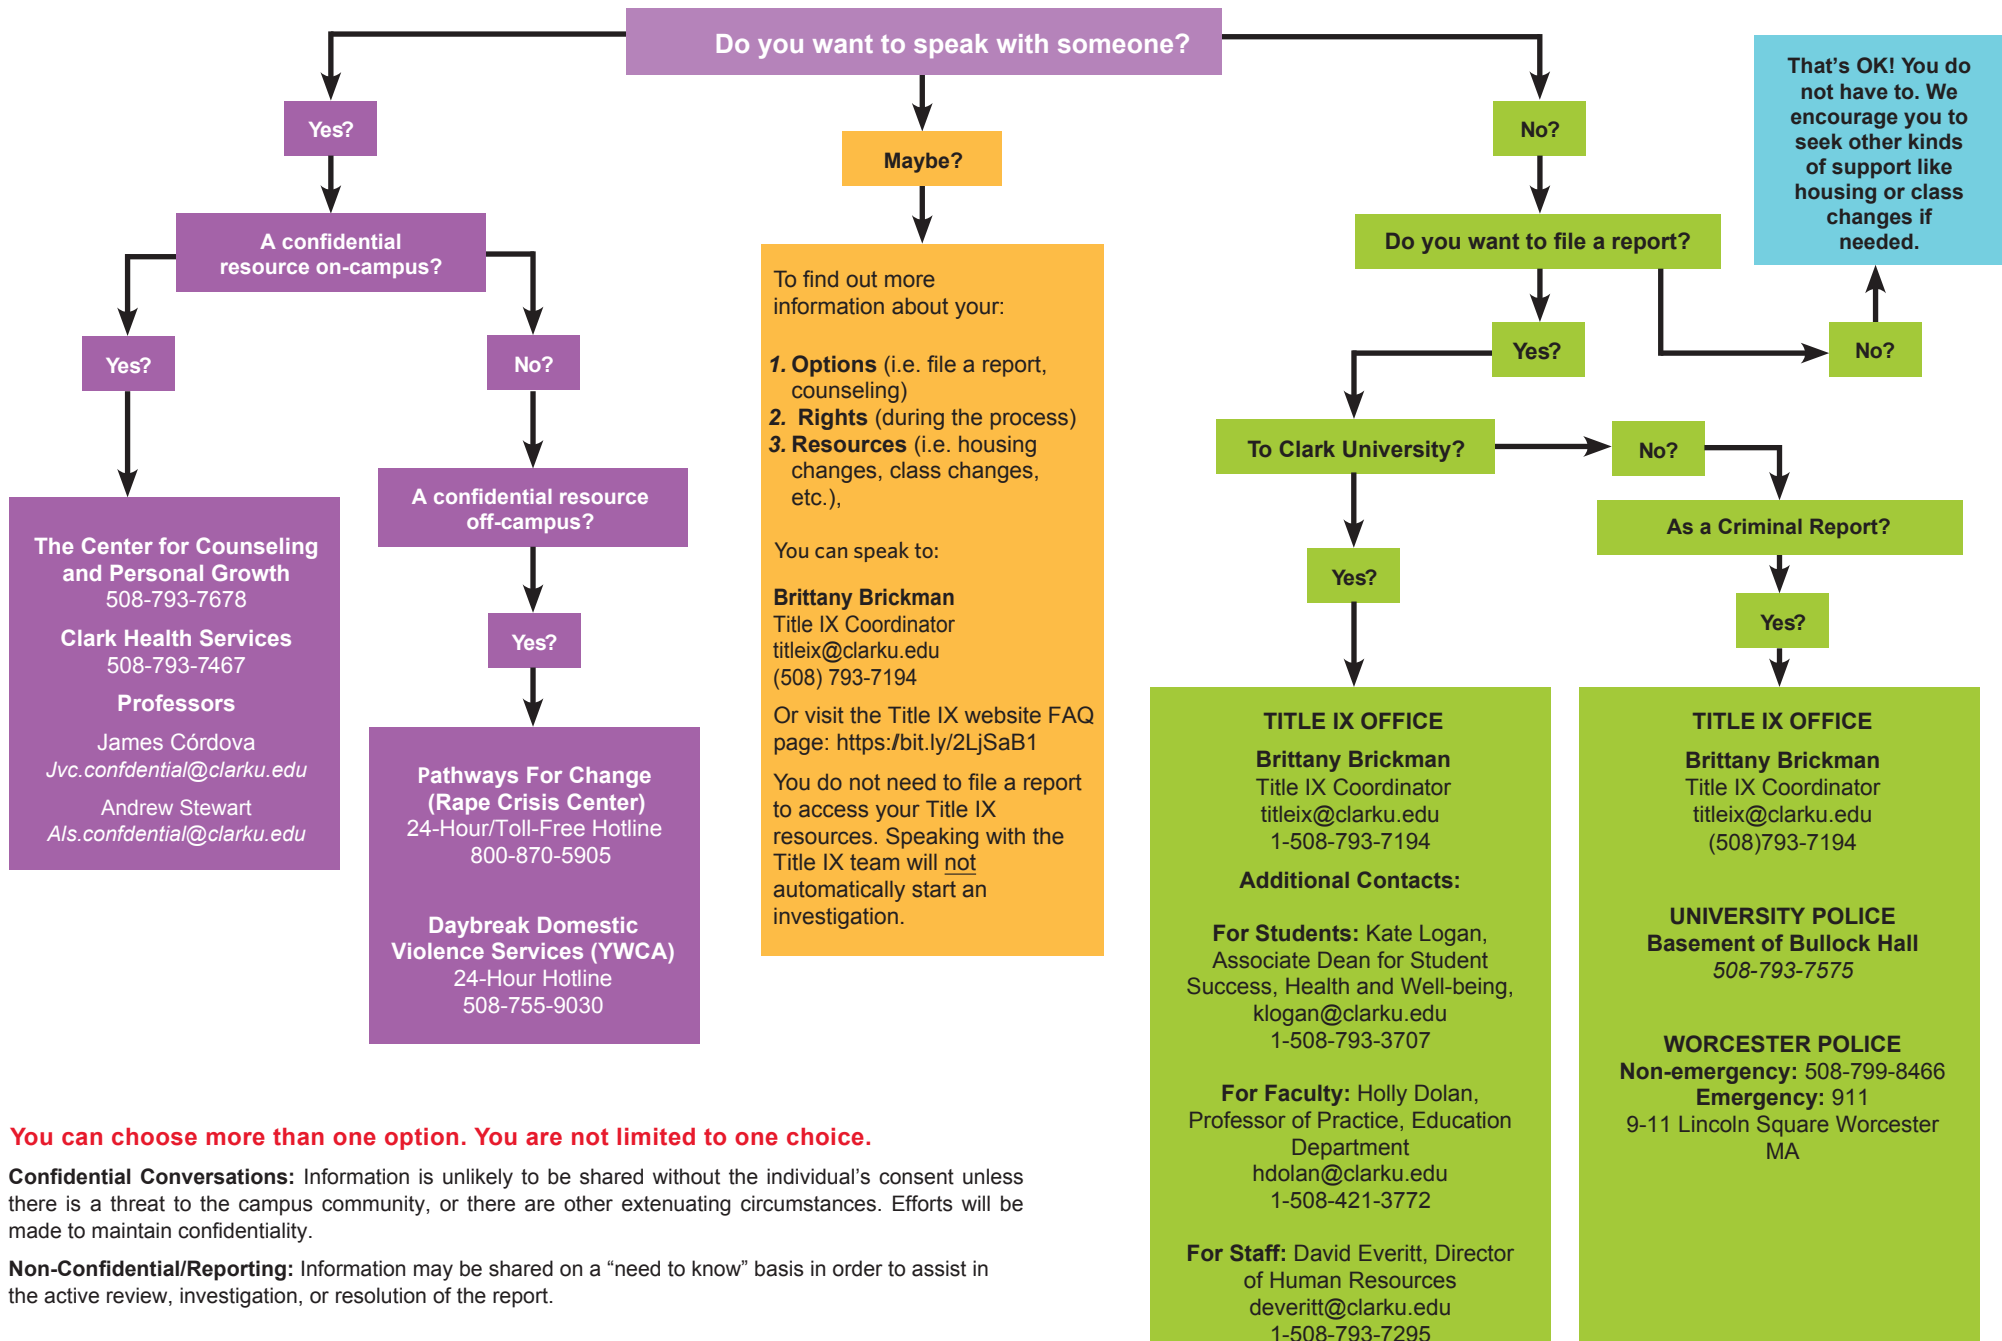 Do you want to speak with someone?
Yes?
A confidential
resource on-campus?
Yes?
The Center for Counseling
and Personal Growth
508-793-7678
Clark Health Services
508-793-7467
Professors
James Córdova
Jvc.confdential@clarku.edu
Andrew Stewart
Als.confdential@clarku.edu
No?
A confidential resource
off-campus?
Yes?
Pathways For Change
(Rape Crisis Center)
24-Hour/Toll-Free Hotline
800-870-5905
Daybreak Domestic
Violence Services (YWCA)
24-Hour Hotline
508-755-9030
Maybe?
To find out more
information about your:
1. Options (i.e. file a report,
counseling)
2. Rights (during the process)
3. Resources (i.e. housing
changes, class changes,
etc.),
You can speak to:
Brittany Brickman
Title IX Coordinator
titleix@clarku.edu
(508) 793-7194
Or visit the Title IX website FAQ
page: https://bit.ly/2LjSaB1
You do not need to file a report
to access your Title IX
resources. Speaking with the
Title IX team will not
automatically start an
investigation.
No?
Do you want to file a report?
No?
That's OK! You do
not have to. We
encourage you to
seek other kinds
of support like
housing or class
changes if
needed.
Yes?
To Clark University?
Yes?
TITLE IX OFFICE
Brittany Brickman
Title IX Coordinator
titleix@clarku.edu
1-508-793-7194
Additional Contacts:
For Students: Kate Logan,
Associate Dean for Student
Success, Health and Well-being,
klogan@clarku.edu
1-508-793-3707
For Faculty: Holly Dolan,
Professor of Practice, Education
Department
hdolan@clarku.edu
1-508-421-3772
For Staff: David Everitt, Director
of Human Resources
deveritt@clarku.edu
1-508-793-7295
No?
As a Criminal Report?
Yes?
TITLE IX OFFICE
Brittany Brickman
Title IX Coordinator
titleix@clarku.edu
(508)793-7194
UNIVERSITY POLICE
Basement of Bullock Hall
508-793-7575
WORCESTER POLICE
Non-emergency: 508-799-8466
Emergency: 911
9-11 Lincoln Square Worcester
MA
You can choose more than one option. You are not limited to one choice.
Confidential Conversations: Information is unlikely to be shared without the individual's consent unless
there is a threat to the campus community, or there are other extenuating circumstances. Efforts will be
made to maintain confidentiality.
Non-Confidential/Reporting: Information may be shared on a “need to know” basis in order to assist in
the active review, investigation, or resolution of the report.